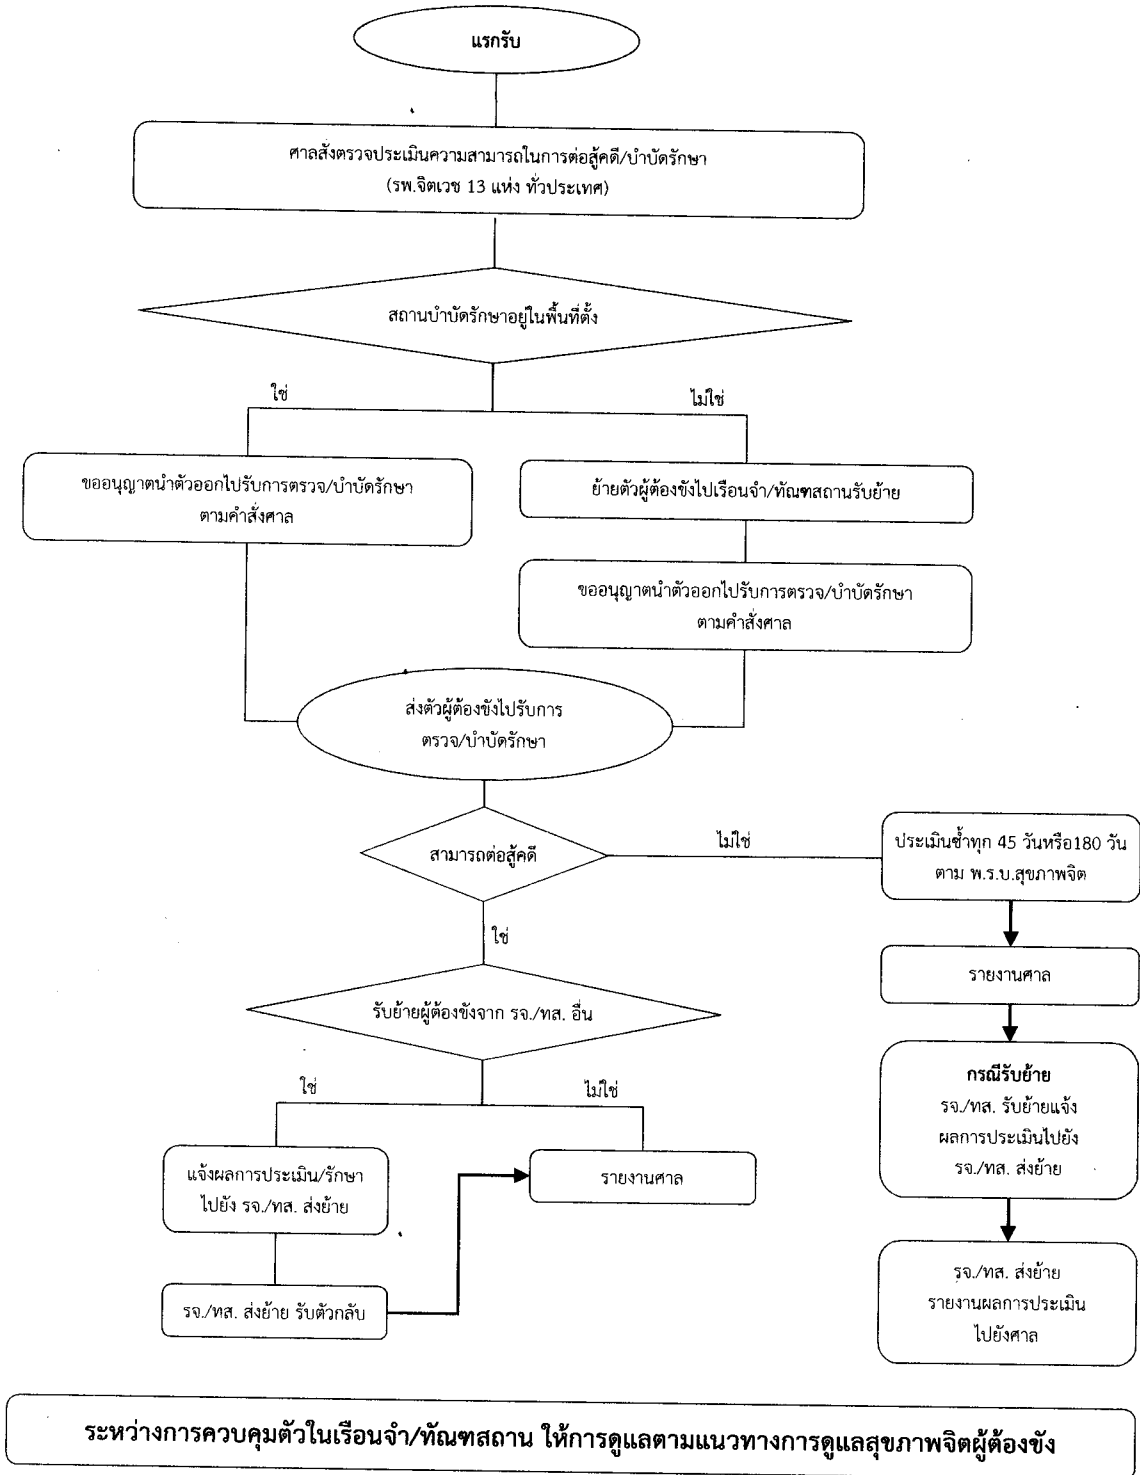 แรกรับ
ศาลสั่งตรวจประเมินความสามารถในการต่อสู้คดี/บำบัดรักษา
(รพ.จิตเวช 13 แห่ง ทั่วประเทศ)
สถานบำบัดรักษาอยู่ในพื้นที่ตั้ง
ใช่
ไม่ใช่
ขออนุญาตนำตัวออกไปรับการตรวจ/บำบัดรักษา
ตามคำสั่งศาล
ย้ายตัวผู้ต้องขังไปเรือนจำ/ทัณฑสถานรับย้าย
ขออนุญาตนำตัวออกไปรับการตรวจ/บำบัดรักษา
ตามคำสั่งศาล
ส่งตัวผู้ต้องขังไปรับการ
ตรวจ/บำบัดรักษา
สามารถต่อสู้คดี
ไม่ใช่
ประเมินซ้ำทุก 45 วันหรือ180 วัน
ตาม พ.ร.บ.สุขภาพจิต
ใช่
รายงานศาล
รับย้ายผู้ต้องขังจาก รจ./ทส. อื่น
กรณีรับย้าย
รจ./ทส. รับย้ายแจ้ง
ผลการประเมินไปยัง
รจ./ทส. ส่งย้าย
ใช่
ไม่ใช่
แจ้งผลการประเมิน/รักษา
ไปยัง รจ./ทส. ส่งย้าย
รายงานศาล
รจ./ทส. ส่งย้าย รับตัวกลับ
รจ./ทส. ส่งย้าย
รายงานผลการประเมิน
ไปยังศาล
ระหว่างการควบคุมตัวในเรือนจำ/ทัณฑสถาน ให้การดูแลตามแนวทางการดูแลสุขภาพจิตผู้ต้องขัง